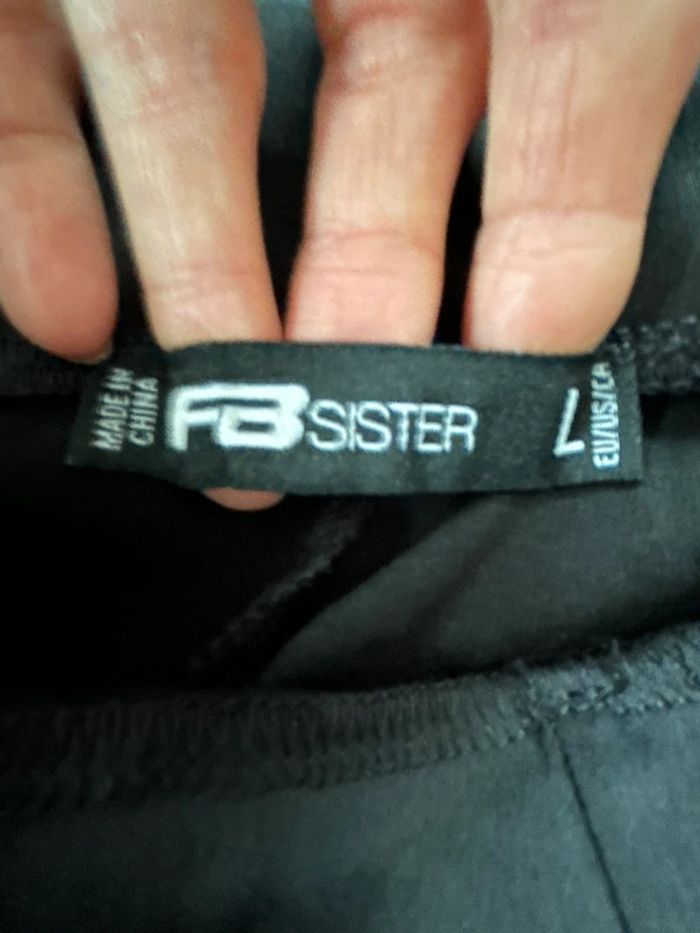 MADE IN
CHINA
FB SISTER
L
EU/US/CA